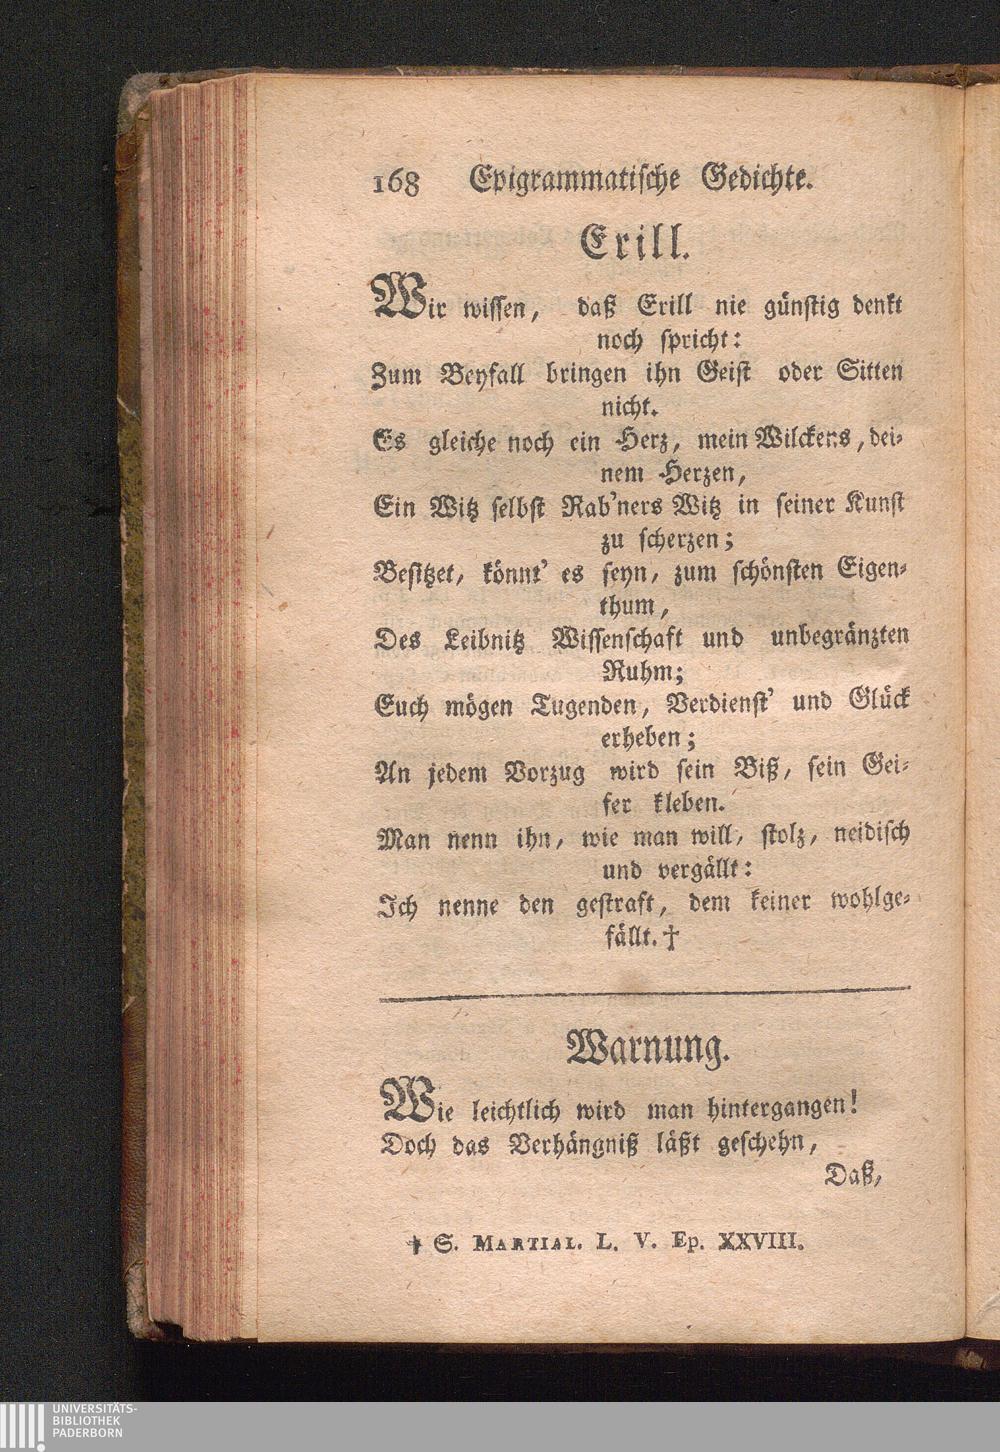 168 Epigrammatische Gedichte.
Erill.
Wir wissen, daß Erill nie günstig denkt
noch spricht:
Zum Beyfall bringen ihn Geist oder Sitten
nicht.
Es gleiche noch ein Herz, mein Wilckens, dei-
nem Herzen,
Ein Witz selbst Rab'ners Witz in seiner Kunst
zu scherzen;
Besitzet, könnt' es seyn, zum schönsten Eigen-
thum,
Des Leibnitz Wissenschaft und unbegränzten
Ruhm;
Euch mögen Tugenden, Verdienst' und Glück
erheben;
An jedem Vorzug wird sein Biß, sein Gei-
fer kleben.
Man nenn ihn, wie man will, stolz, neidisch
und vergällt:
Ich nenne den gestraft, dem keiner wohlge-
fällt. †
Warnung.
Wie leichtlich wird man hintergangen!
Doch das Verhängniß läßt geschehn,
Daß,
† S. MARTIAL. L. V. Ep. XXVIII.
UNIVERSITÄTS-
BIBLIOTHEK
PADERBORN